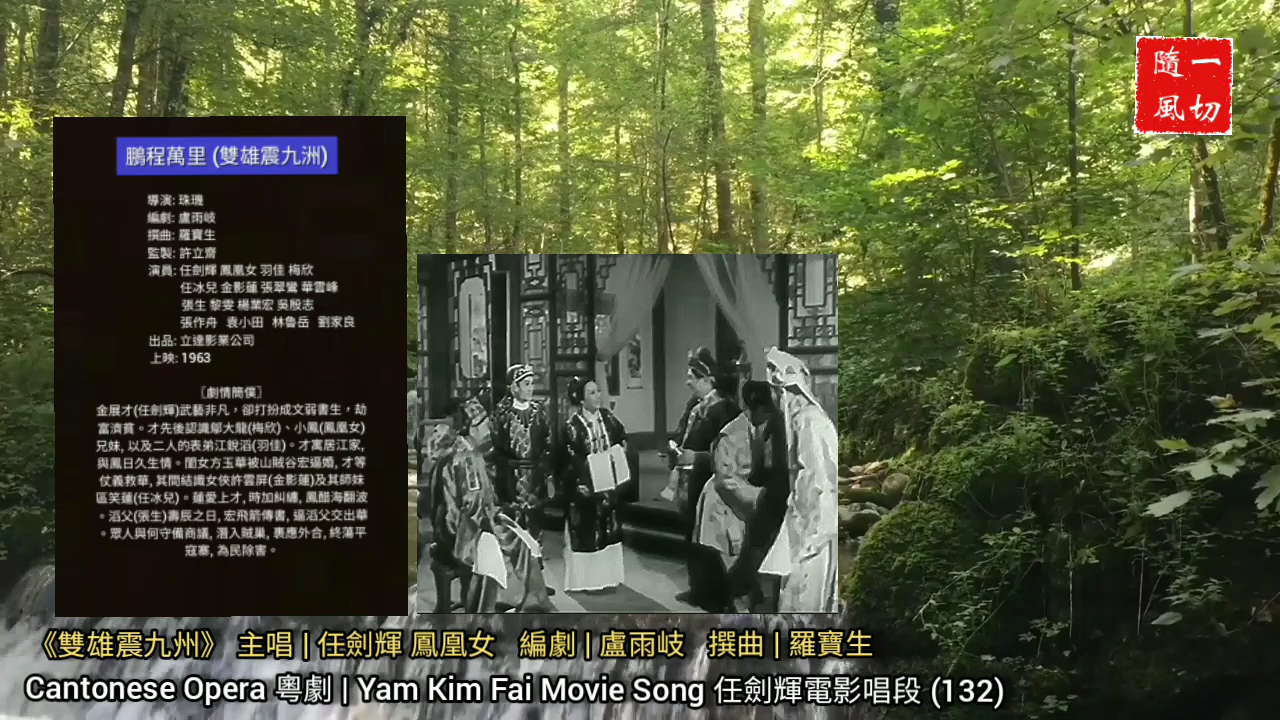 隨一
風切
鵬程萬里 (雙雄震九洲)
導演: 珠璣
編劇: 盧雨岐
撰曲: 羅寶生
監製: 許立齋
演員: 任劍輝 鳳凰女 羽佳 梅欣
任冰兒 金影蓮 張翠鸞 華雲峰
張生 黎雯 楊業宏 吳殷志
張作舟 袁小田 林魯岳 劉家良
出品: 立達影業公司
上映: 1963
〖劇情簡僕〗
金展才(任劍輝)武藝非凡，卻打扮成文弱書生，劫
富濟貧。才先後認識鄔大龍(梅欣)、小鳳(鳳凰女)
兄妹, 以及二人的表弟江銳滔(羽佳)。才寓居江家,
與鳳日久生情。閨女方玉華被山賊谷宏逼婚, 才等
仗義救華, 其間結識女俠許雲屏(金影蓮)及其師妹
區笑蓮(任冰兒)。蓮愛上才, 時加糾纏, 鳳醋海翻波
。滔父(張生)壽辰之日, 宏飛箭傳書, 逼滔父交出華
。眾人與何守備商議, 潛入賊巢, 裏應外合, 終蕩平
寇寨, 為民除害。
《雙雄震九州》 主唱 | 任劍輝 鳳凰女 編劇 | 盧雨岐 撰曲 | 羅寶生
Cantonese Opera 粵劇 | Yam Kim Fai Movie Song 任劍輝電影唱段 (132)